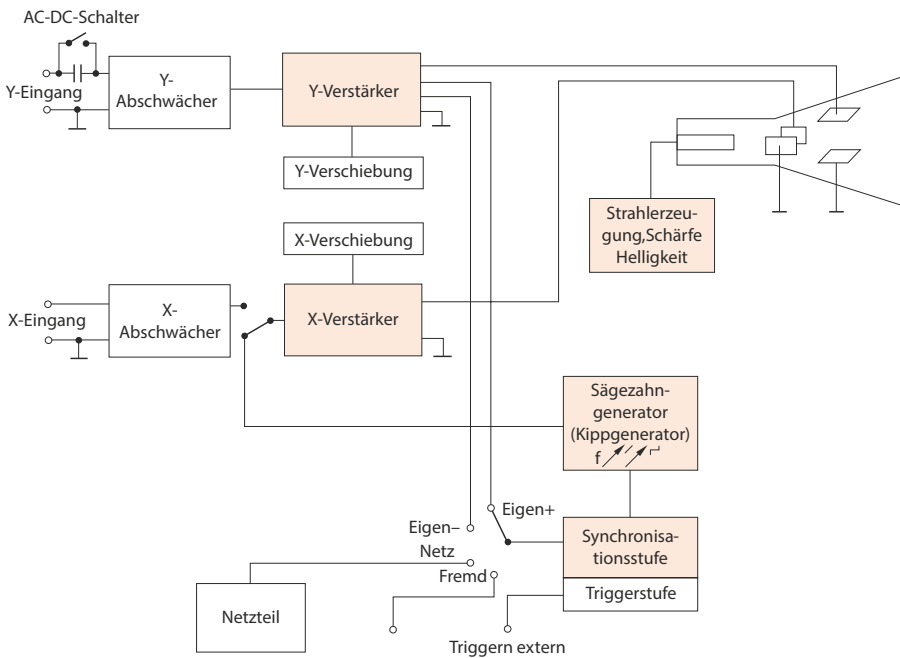 AC-DC-Schalter
Y-Eingang
Y-
Abschwächer
Y-Verstärker
Y-Verschiebung
Strahlerzeu-
gung,Schärfe
Helligkeit
X-Verschiebung
X-Eingang
X-
Abschwächer
X-Verstärker
Sägezahn-
generator
(Kippgenerator)
f
Eigen+
Eigen–
Netz
Fremd
Synchronisa-
tionsstufe
Triggerstufe
Netzteil
Triggern extern